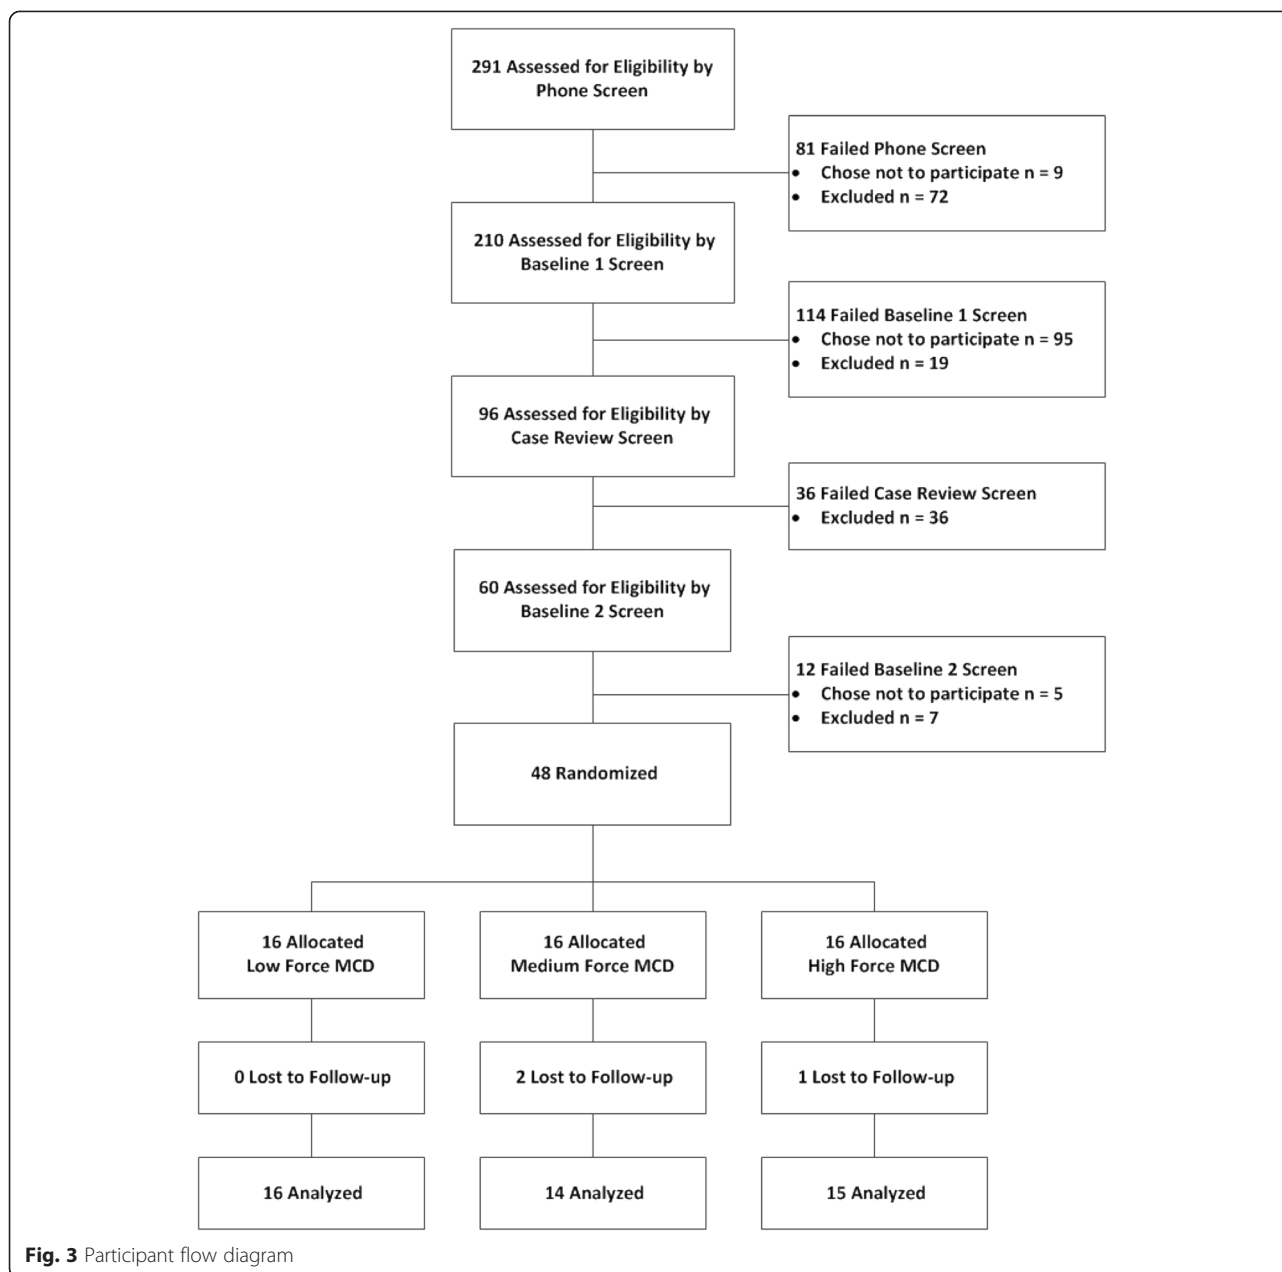 291 Assessed for Eligibility by
Phone Screen
81 Failed Phone Screen
• Chose not to participate n = 9
• Excluded n = 72
210 Assessed for Eligibility by
Baseline 1 Screen
114 Failed Baseline 1 Screen
• Chose not to participate n = 95
• Excluded n = 19
96 Assessed for Eligibility by
Case Review Screen
36 Failed Case Review Screen
• Excluded n = 36
60 Assessed for Eligibility by
Baseline 2 Screen
12 Failed Baseline 2 Screen
• Chose not to participate n = 5
• Excluded n = 7
48 Randomized
16 Allocated
Low Force MCD
16 Allocated
Medium Force MCD
16 Allocated
High Force MCD
0 Lost to Follow-up
2 Lost to Follow-up
1 Lost to Follow-up
16 Analyzed
14 Analyzed
15 Analyzed
Fig. 3 Participant flow diagram